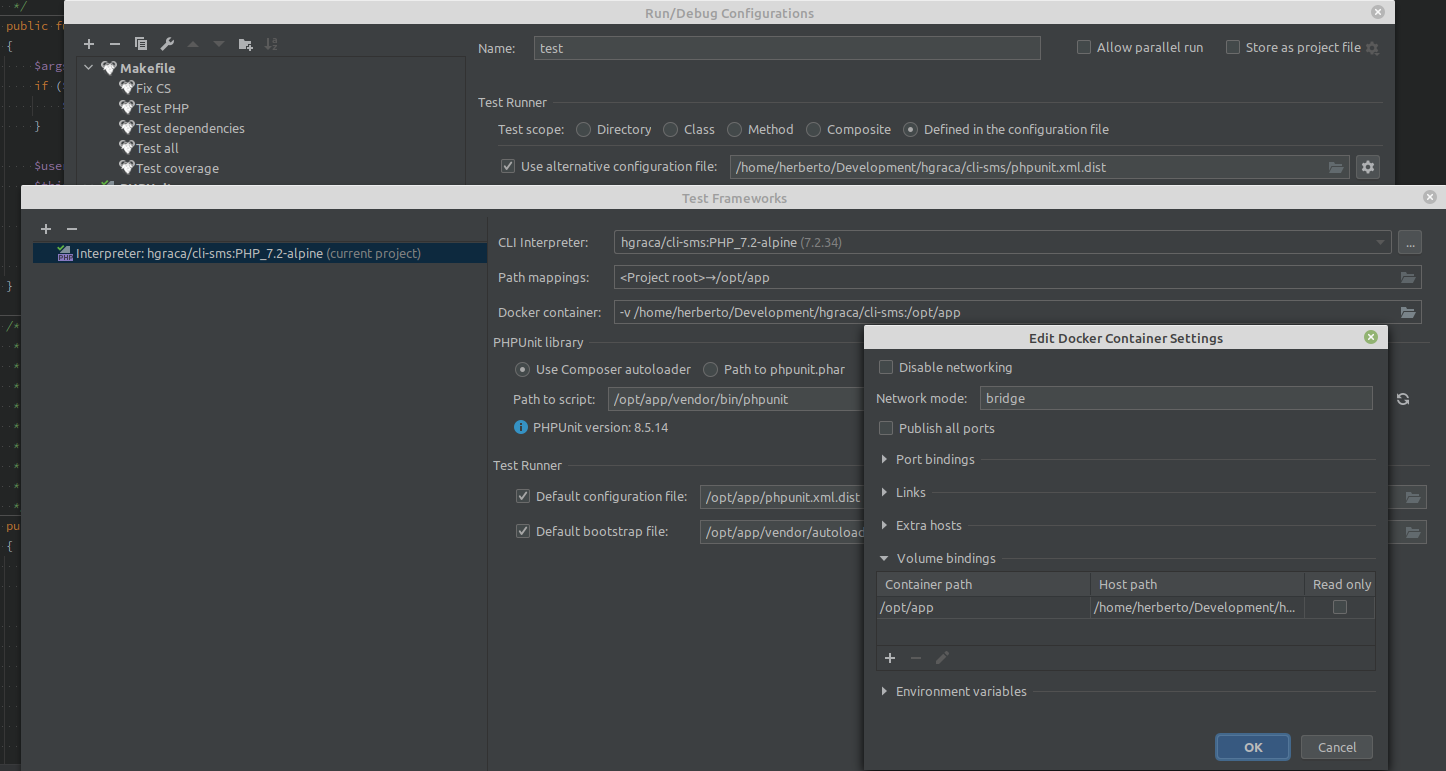 */
public fu
Run/Debug Configurations
{
Name: test
Allow parallel run
Store as project file
$args
Makefile
if (
Fix CS
Test PHP
Test Runner
}
Test dependencies
Test scope: Directory Class Method Composite Defined in the configuration file
Test all
$use
Test coverage
Use alternative configuration file: /home/herberto/Development/hgraca/cli-sms/phpunit.xml.dist
Test Frameworks
Interpreter: hgraca/cli-sms:PHP_7.2-alpine (current project)
CLI Interpreter: hgraca/cli-sms:PHP_7.2-alpine (7.2.34)
...
Path mappings: <Project root>→/opt/app
}
Docker container: -v /home/herberto/Development/hgraca/cli-sms:/opt/app
/*
*
*
*
*
*
*
*
*
*
pu
{
PHPUnit library
Use Composer autoloader Path to phpunit.phar
Path to script: /opt/app/vendor/bin/phpunit
PHPUnit version: 8.5.14
Test Runner
Default configuration file: /opt/app/phpunit.xml.dist
Default bootstrap file: /opt/app/vendor/autoload
Edit Docker Container Settings
Disable networking
Network mode: bridge
Publish all ports
Port bindings
Links
Extra hosts
Volume bindings
Container path Host path Read only
/opt/app /home/herberto/Development/h...
Environment variables
OK Cancel